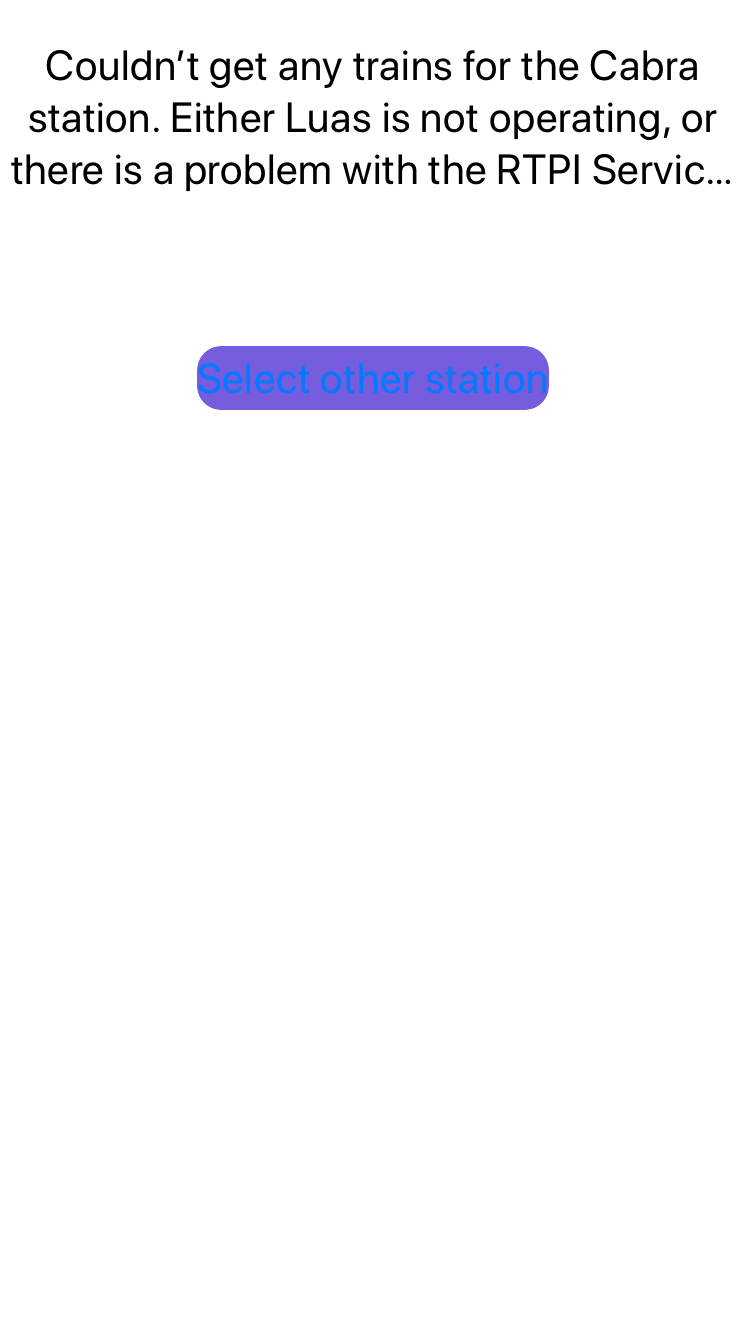 Couldn’t get any trains for the Cabra
station. Either Luas is not operating, or
there is a problem with the RTPI Servic...
Select other station